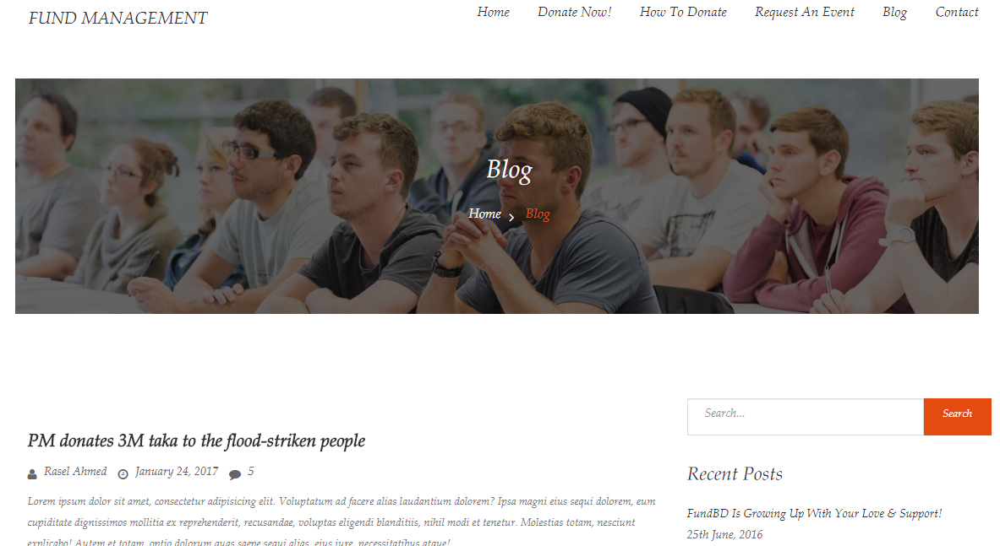 FUND MANAGEMENT
Home Donate Now! How To Donate Request An Event Blog Contact
Blog
Home › Blog
Search...
Search
PM donates 3M taka to the flood-striken people
Rasel Ahmed January 24, 2017 5
Lorem ipsum dolor sit amet, consectetur adipisicing elit. Voluptatum ad facere alias laudantium dolorem? Ipsa magni eius sequi dolorem, eum
cupiditate dignissimos mollitia ex reprehenderit, recusandae, voluptas eligendi blanditiis, nihil modi et tenetur. Molestias totam, nesciunt
explicabo! Autem et totam, optio dolorum quas saepe sequi alias, eius iure, necessitatibus atque!
Recent Posts
FundBD Is Growing Up With Your Love & Support!
25th June, 2016